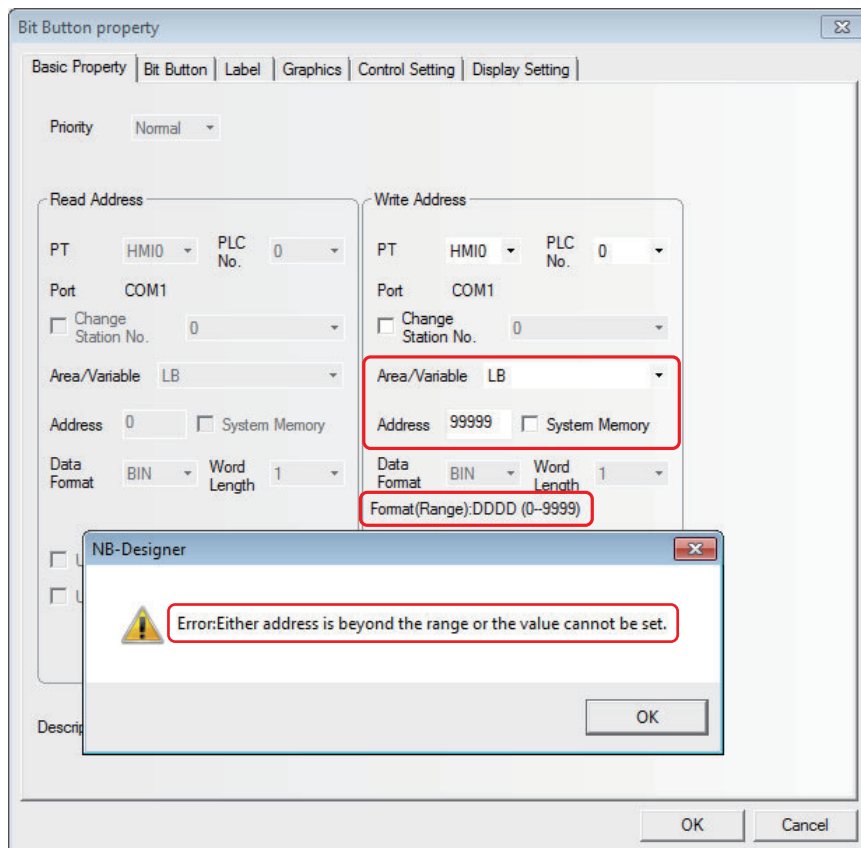 Bit Button property
Basic Property Bit Button Label Graphics Control Setting Display Setting
Priority Normal
Read Address
PT HMI0 PLC No. 0
Port COM1
Change Station No. 0
Area/Variable LB
Address 0 System Memory
Data Format BIN Word Length 1
Write Address
PT HMI0 PLC No. 0
Port COM1
Change Station No. 0
Area/Variable LB
Address 99999 System Memory
Data Format BIN Word Length 1
Format(Range):DDDD (0--9999)
NB-Designer
Error:Either address is beyond the range or the value cannot be set.
OK
OK Cancel